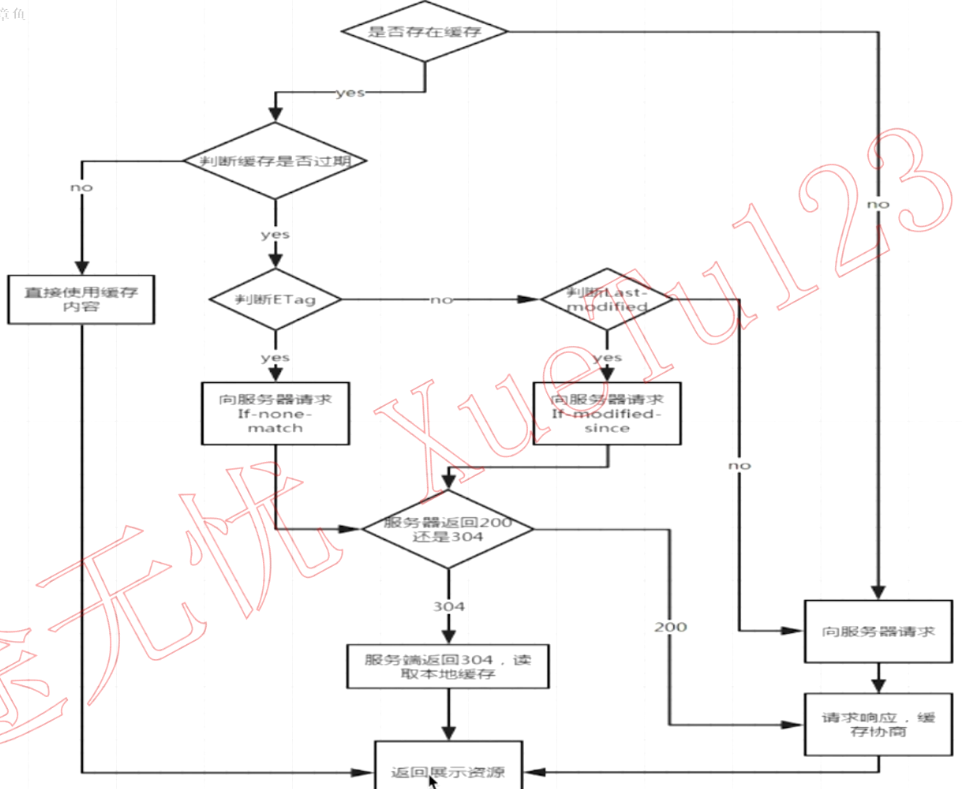 是否存在缓存
yes
判断缓存是否过期
no
no
yes
直接使用缓存
内容
判断ETag
no
判断Last-
modified
yes
yes
向服务器请求
If-none-
match
向服务器请求
If-modified-
since
no
服务器返回200
还是304
304
200
向服务器请求
服务端返回304，读
取本地缓存
请求响应，缓
存协商
返回展示资源
途无忧 XueTu123